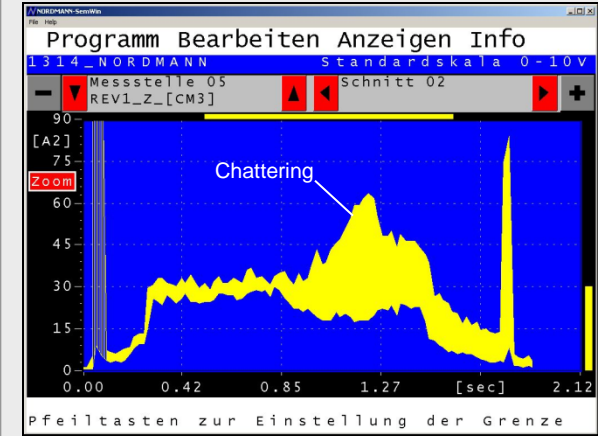 NORDMANN-SemWin
File Help
Programm Bearbeiten Anzeigen Info
1314_NORDMANN Standardskala 0-10V
Messstelle 05 Schnitt 02
REV1_Z_[CM3]
90
[A2]
75
Zoom
60
45
30
15
0
Chattering
0.00 0.42 0.85 1.27 [sec] 2.12
Pfeiltasten zur Einstellung der Grenze